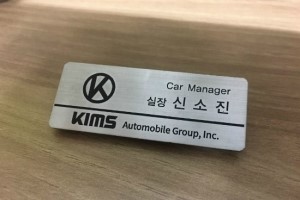 Car Manager
실장 신소진
KIMS Automobile Group, Inc.